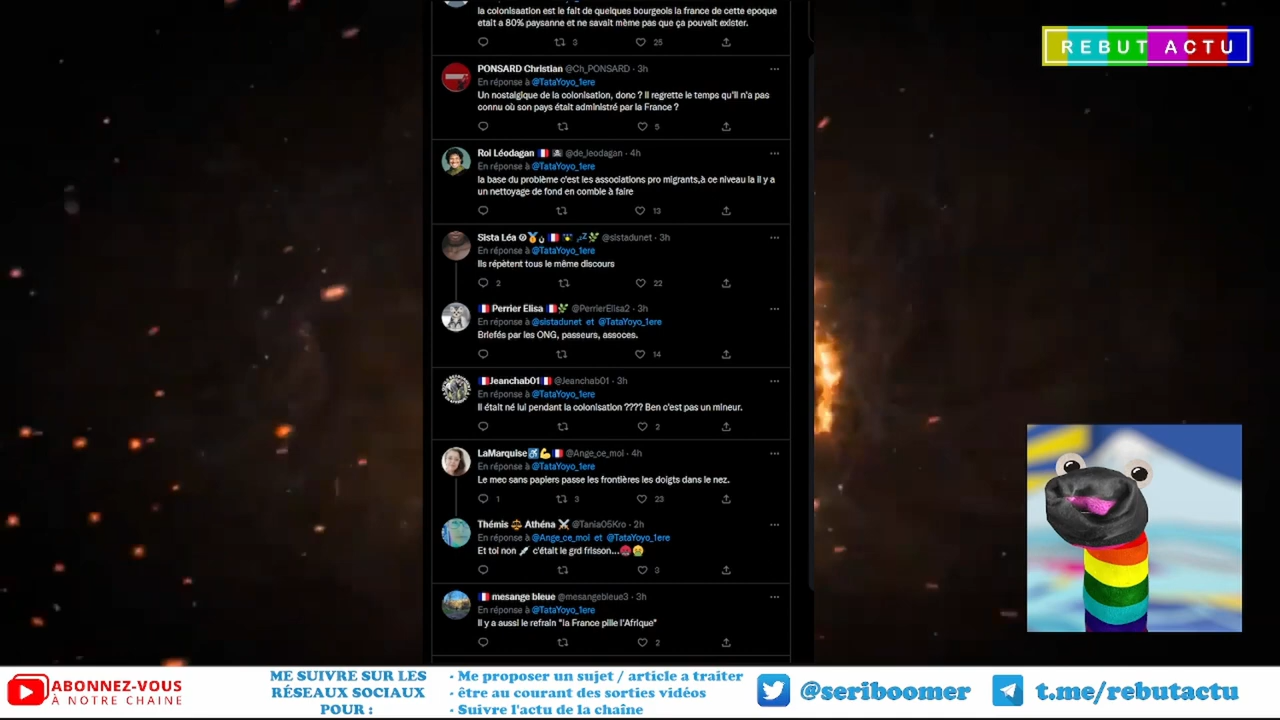 la colonisaation est le fait de quelques bourgeois la france de cette epoque
etait a 80% paysanne et ne savait mème pas que ça pouvait exister.
3 25
REBUT ACTU
PONSARD Christian @Ch_PONSARD · 3h
En réponse à @TataYoyo_1ere
Un nostalgique de la colonisation, donc ? Il regrette le temps qu'il n'a pas
connu où son pays était administré par la France ?
5
Roi Léodagan 🇫🇷 🏴‍☠️ @de_leodagan · 4h
En réponse à @TataYoyo_1ere
la base du problème c'est les associations pro migrants,à ce niveau la il y a
un nettoyage de fond en comble à faire
13
Sista Léa @sistadunet · 3h
En réponse à @TataYoyo_1ere
Ils répètent tous le même discours
2 22
🇫🇷 Perrier Elisa 🇫🇷🌿 @PerrierElisa2 · 3h
En réponse à @sistadunet et @TataYoyo_1ere
Briefés par les ONG, passeurs, assoces.
14
🇫🇷Jeanchab01🇫🇷 @Jeanchab01 · 3h
En réponse à @TataYoyo_1ere
Il était né lui pendant la colonisation ???? Ben c'est pas un mineur.
2
LaMarquise @Ange_ce_moi · 4h
En réponse à @TataYoyo_1ere
Le mec sans papiers passe les frontières les doigts dans le nez.
1 3 23
Thémis ⚖️ Athéna ⚔️ @Tania05Kro · 2h
En réponse à @Ange_ce_moi et @TataYoyo_1ere
Et toi non 💉 c'était le grd frisson...
3
🇫🇷 mesange bleue @mesangebleue3 · 3h
En réponse à @TataYoyo_1ere
Il y a aussi le refrain "la France pille l'Afrique"
2
ABONNEZ-VOUS
À NOTRE CHAINE
ME SUIVRE SUR LES
RÉSEAUX SOCIAUX
POUR :
· Me proposer un sujet / article a traiter
· être au courant des sorties vidéos
· Suivre l'actu de la chaîne
@seriboomer
t.me/rebutactu